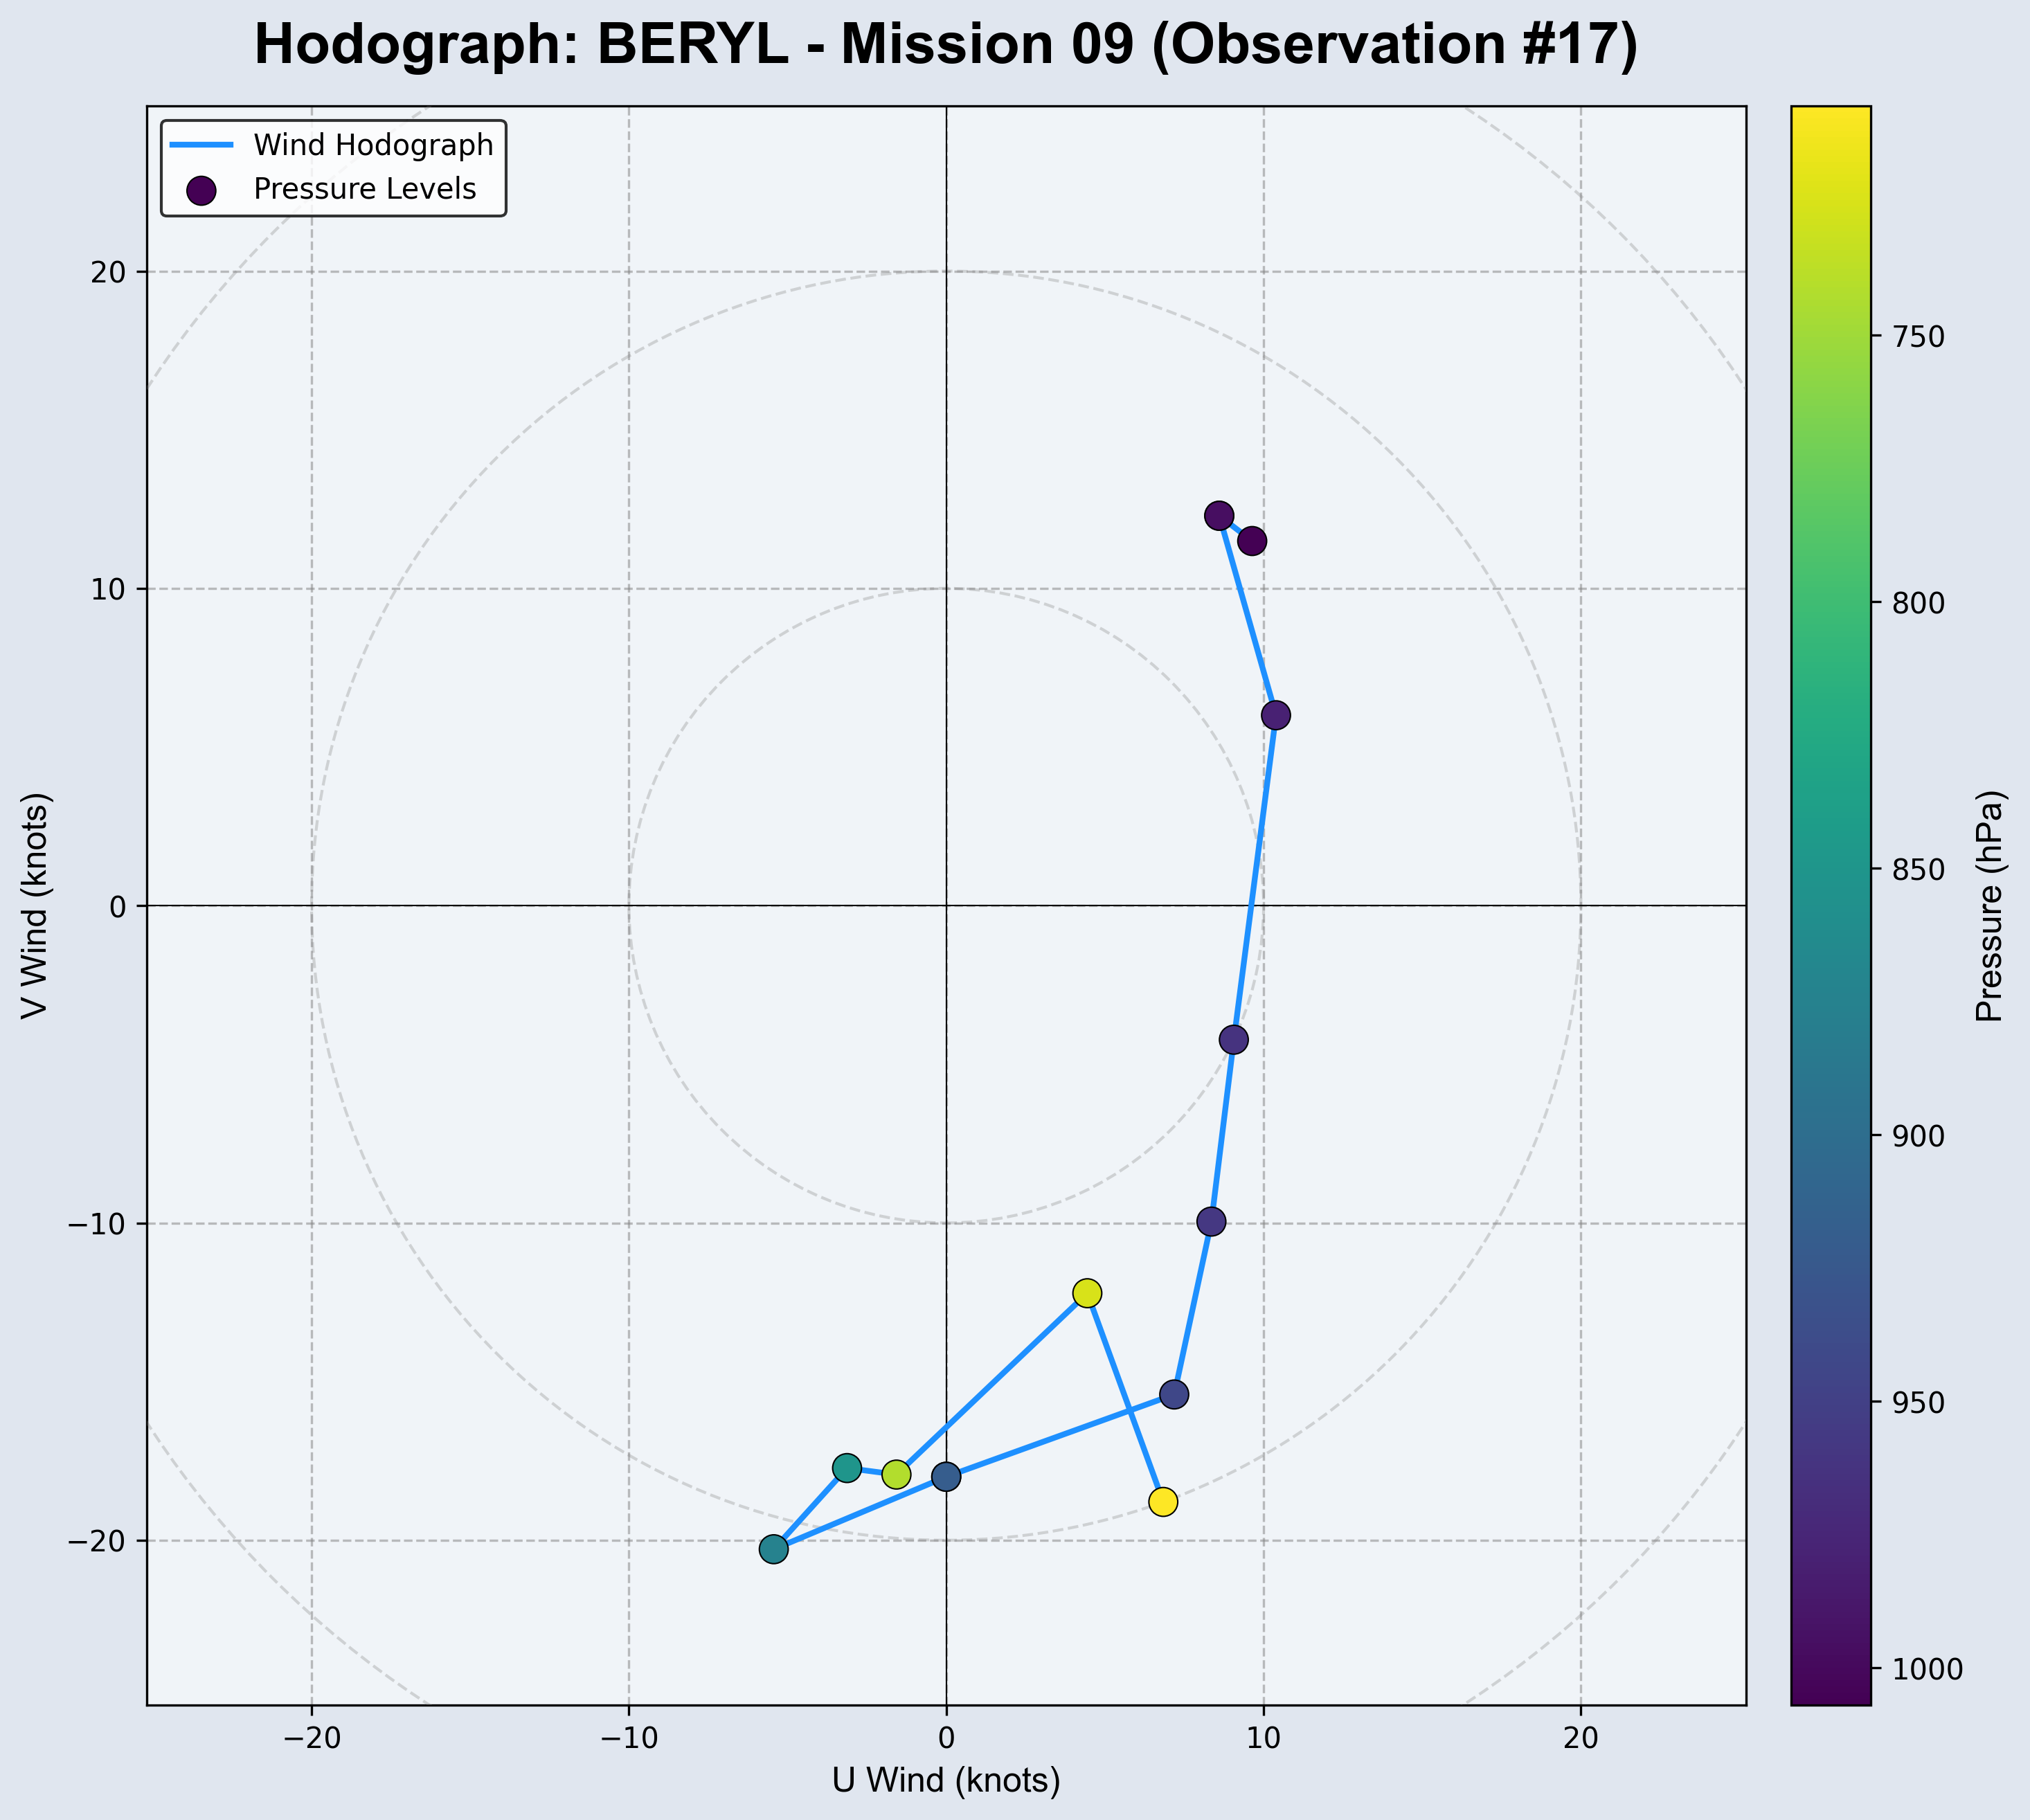 Hodograph: BERYL - Mission 09 (Observation #17)
Wind Hodograph
Pressure Levels
20
10
0
−10
−20
V Wind (knots)
−20
−10
0
10
20
U Wind (knots)
750
800
850
900
950
1000
Pressure (hPa)